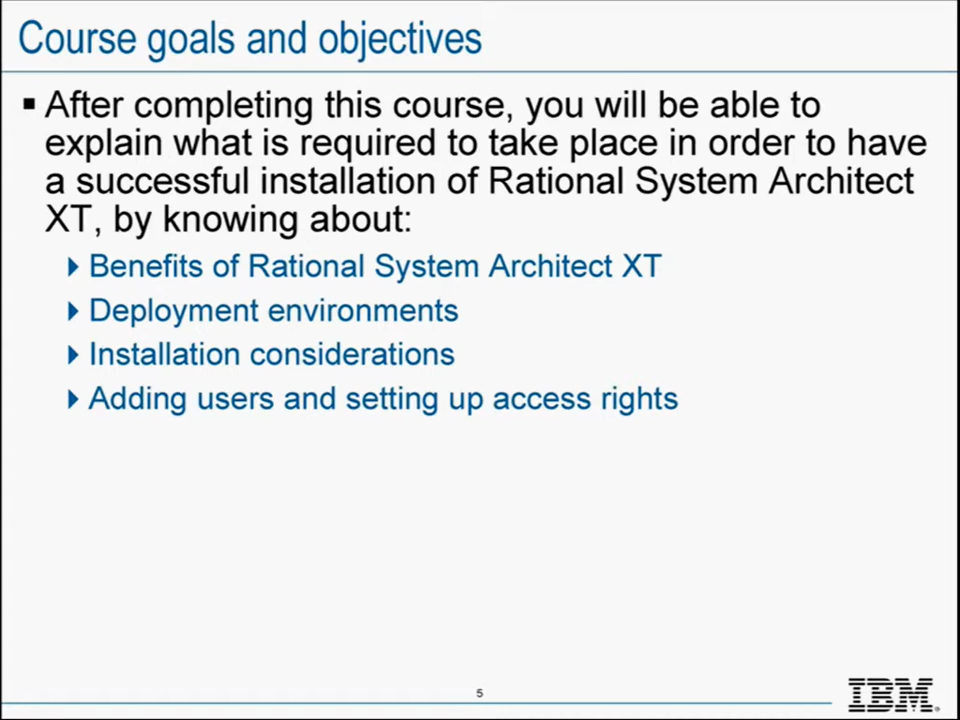 Course goals and objectives
▪ After completing this course, you will be able to
explain what is required to take place in order to have
a successful installation of Rational System Architect
XT, by knowing about:
Benefits of Rational System Architect XT
Deployment environments
Installation considerations
Adding users and setting up access rights
5
IBM®